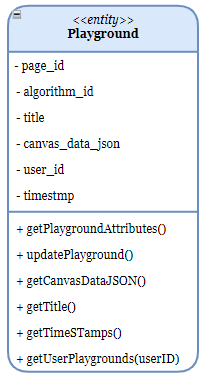 <<entity>>
Playground
- page_id
- algorithm_id
- title
- canvas_data_json
- user_id
- timestmp
+ getPlaygroundAttributes()
+ updatePlayground()
+ getCanvasDataJSON()
+ getTitle()
+ getTimeSTamps()
+ getUserPlaygrounds(userID)